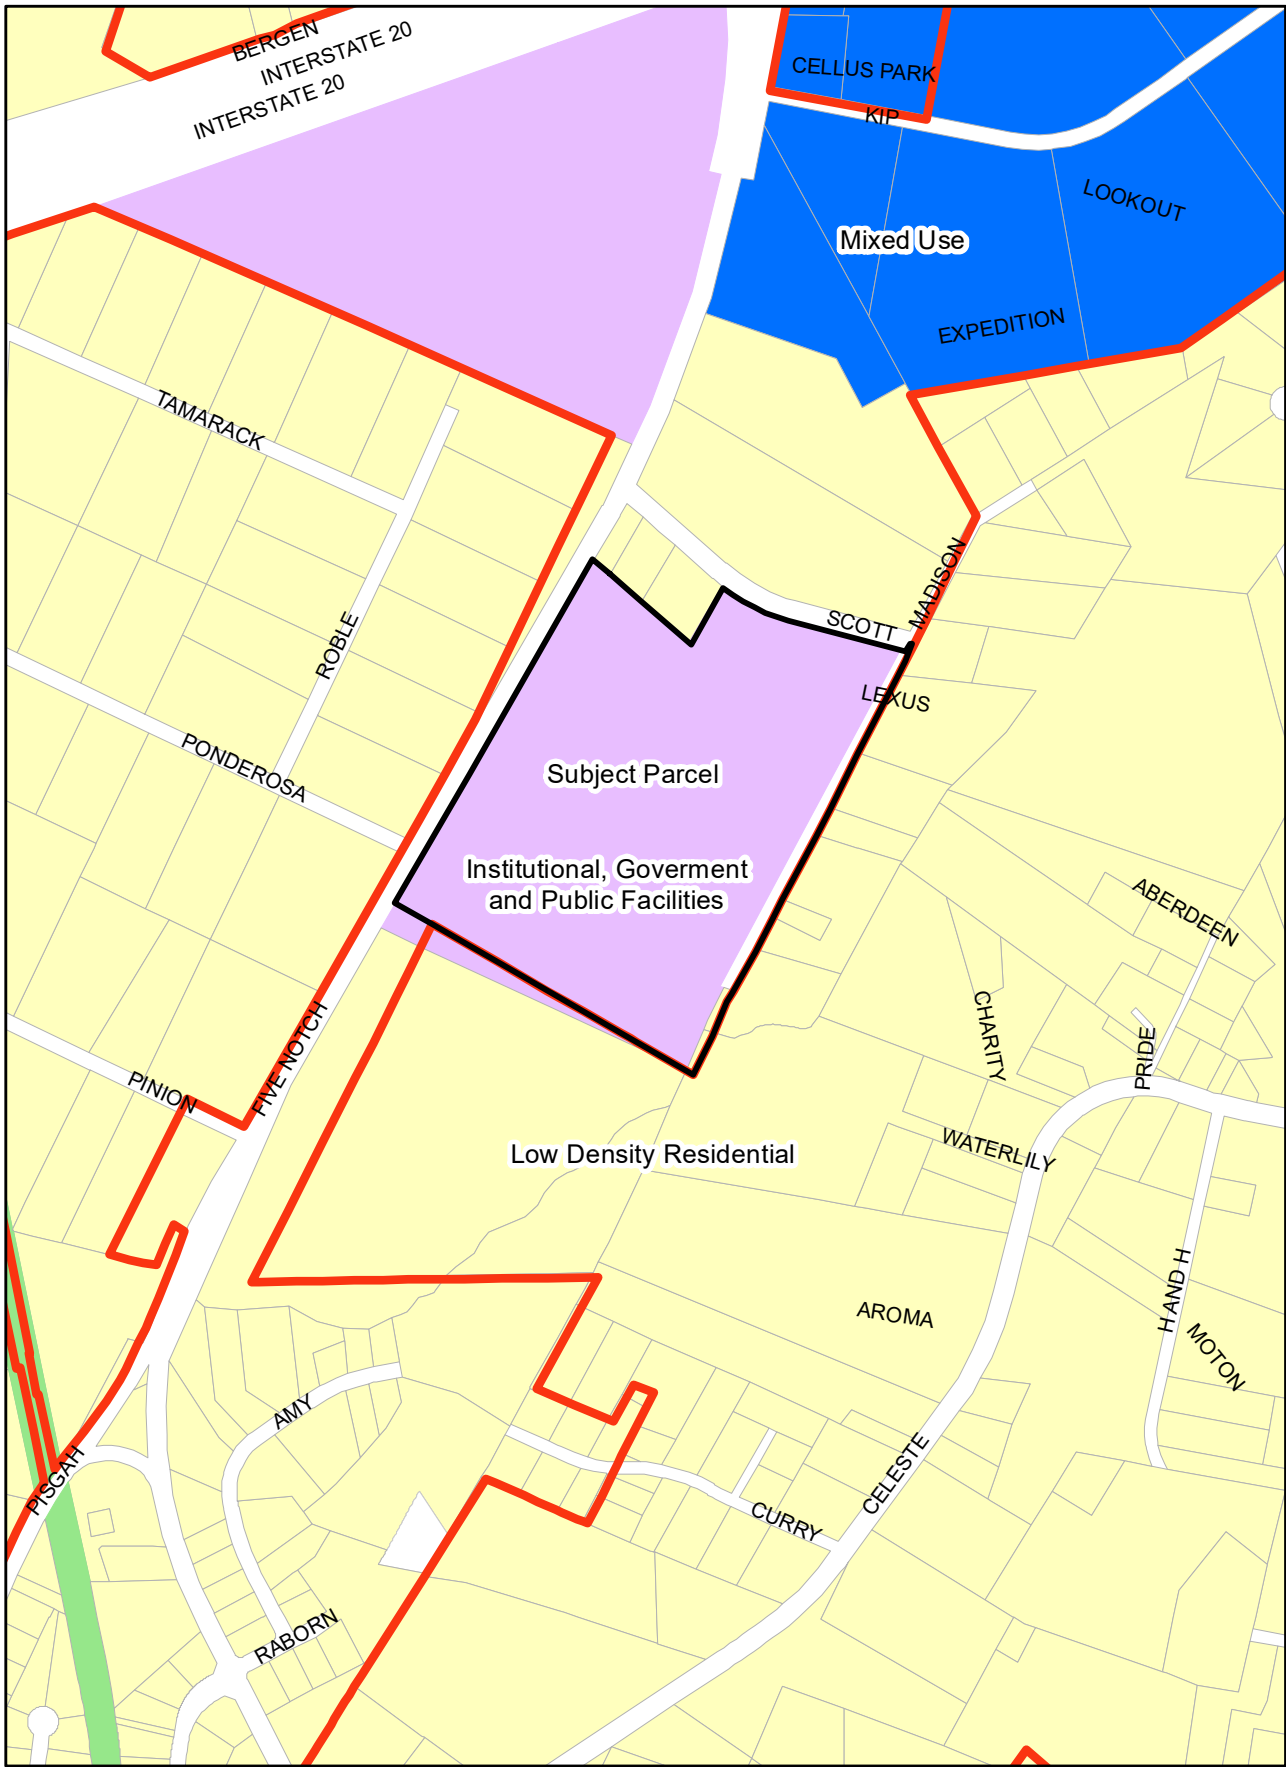 BERGEN
INTERSTATE 20
INTERSTATE 20
CELLUS PARK
KIP
LOOKOUT
Mixed Use
EXPEDITION
TAMARACK
MADISON
SCOTT
ROBLE
LEXUS
PONDEROSA
Subject Parcel
Institutional, Goverment
and Public Facilities
ABERDEEN
CHARITY
FIVE NOTCH
PRIDE
PINION
WATERLILY
Low Density Residential
H AND H
AROMA
MOTON
AMY
PISGAH
CELESTE
CURRY
RABORN